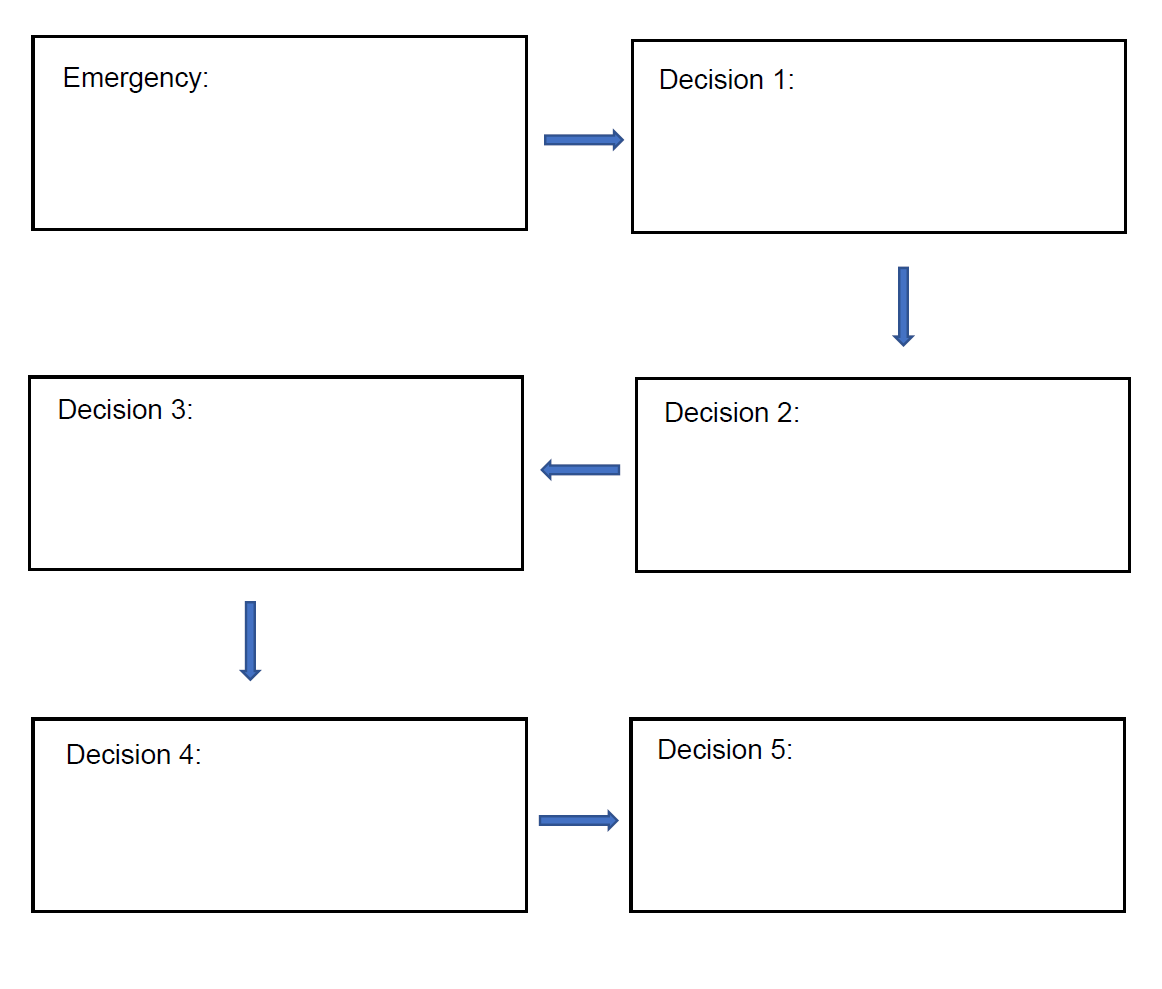 Emergency:
Decision 1:
Decision 2:
Decision 3:
Decision 4:
Decision 5: